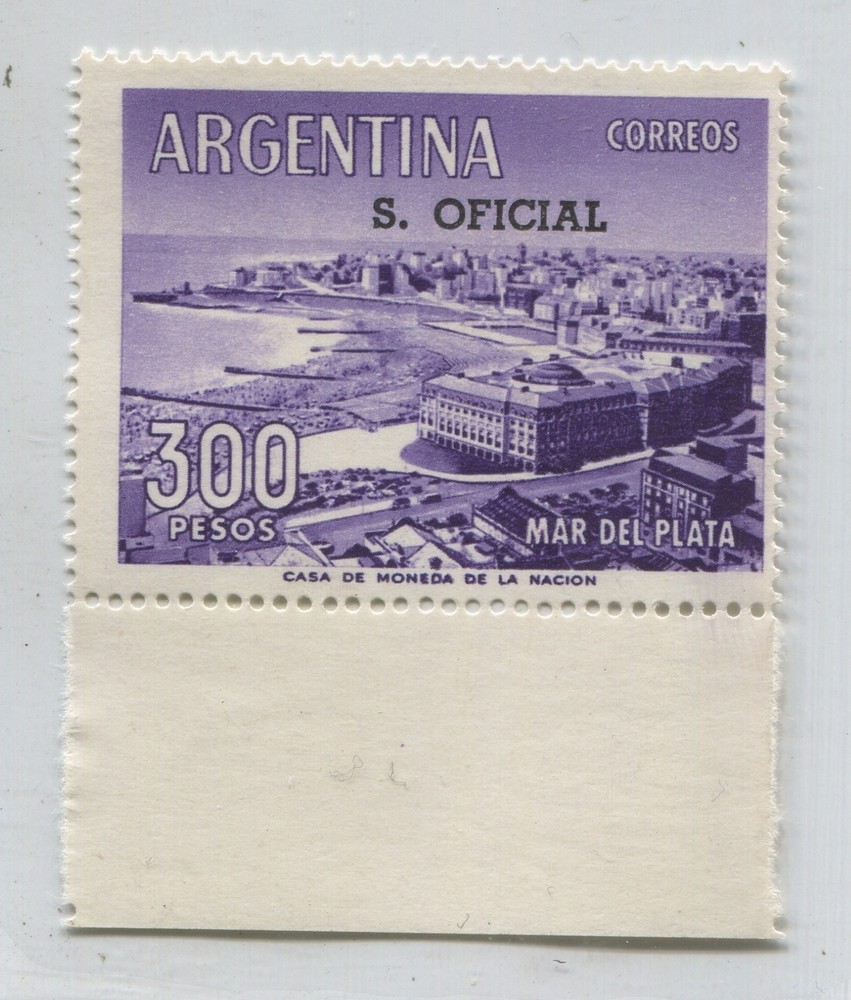 ARGENTINA
CORREOS
S. OFICIAL
300
PESOS
MAR DEL PLATA
CASA DE MONEDA DE LA NACION